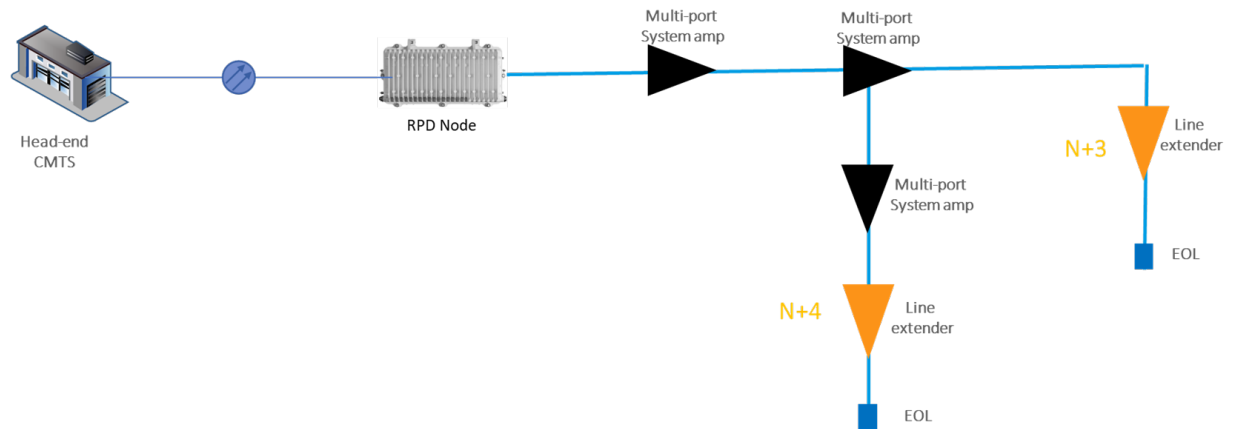 Multi-port
System amp
Multi-port
System amp
Head-end
CMTS
RPD Node
N+3
Line
extender
Multi-port
System amp
EOL
N+4
Line
extender
EOL